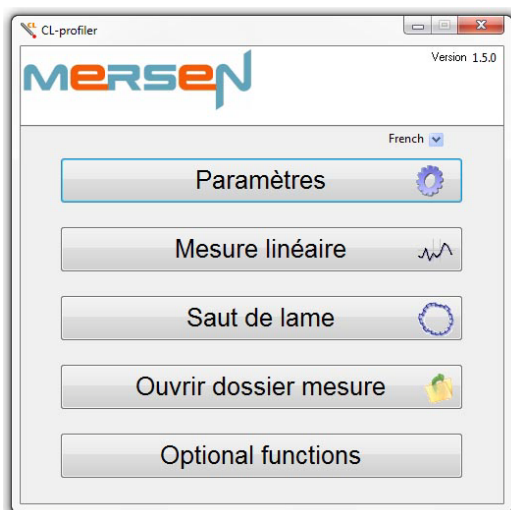 CL-profiler
MERSEN
Version 1.5.0
French
Paramètres
Mesure linéaire
Saut de lame
Ouvrir dossier mesure
Optional functions